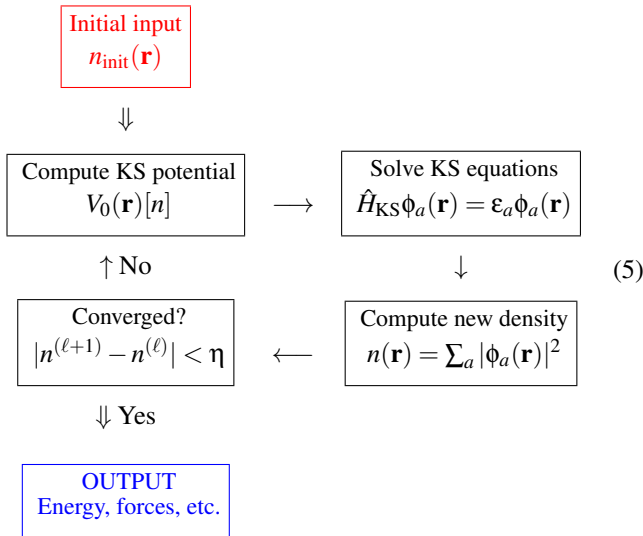 Initial input
n_init(r)
⇓
Compute KS potential
V_0(r)[n]
⟶
Solve KS equations
Ĥ_KS ϕ_a(r) = ε_a ϕ_a(r)
↑ No
↓
(5)
Converged?
|n^(ℓ+1) − n^(ℓ)| < η
⟵
Compute new density
n(r) = ∑_a |ϕ_a(r)|^2
⇓ Yes
OUTPUT
Energy, forces, etc.